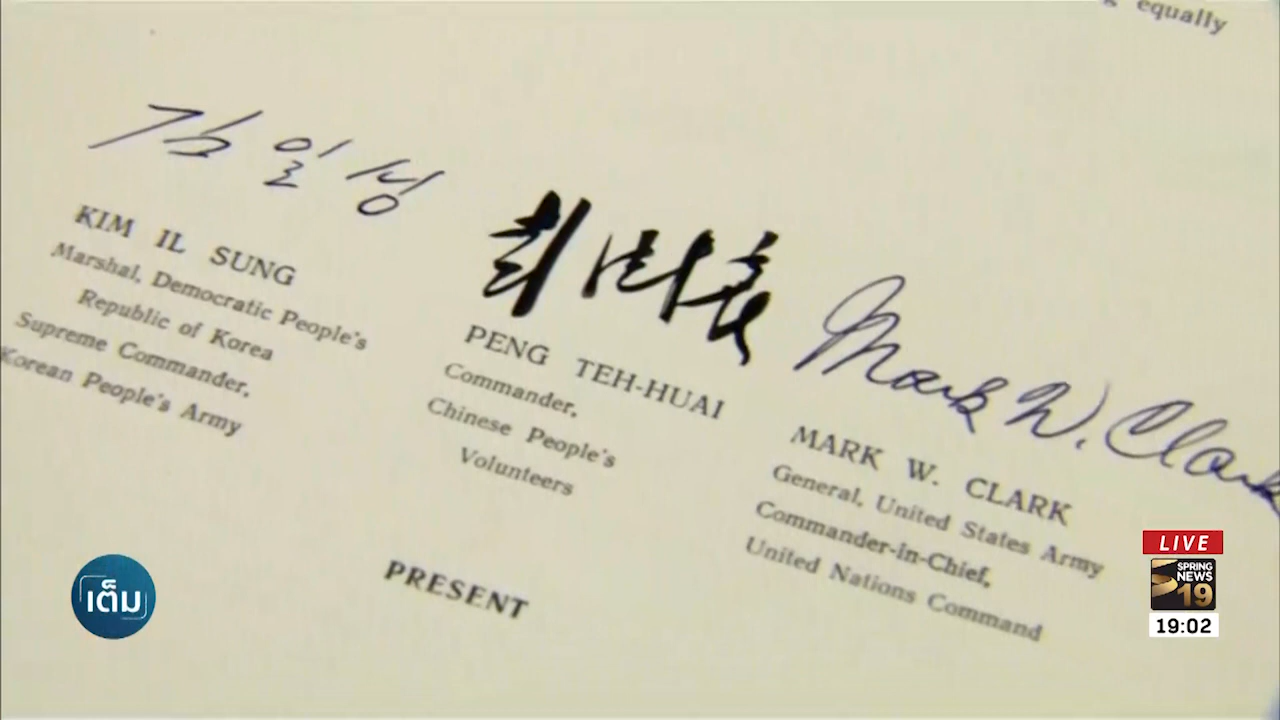 equally
김일성
KIM IL SUNG
Marshal, Democratic People's
Republic of Korea
Supreme Commander,
Korean People's Army
彭德懷
PENG TEH-HUAI
Commander,
Chinese People's
Volunteers
Mark W. Clark
MARK W. CLARK
General, United States Army
Commander-in-Chief,
United Nations Command
PRESENT
เต็ม
LIVE
SPRING
NEWS
19
19:02